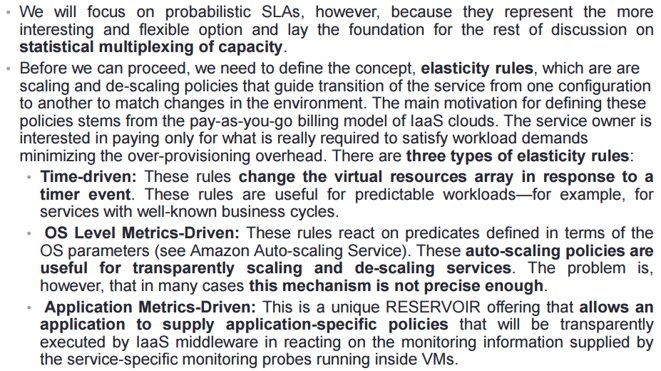 • We will focus on probabilistic SLAs, however, because they represent the more
interesting and flexible option and lay the foundation for the rest of discussion on
statistical multiplexing of capacity.
• Before we can proceed, we need to define the concept, elasticity rules, which are are
scaling and de-scaling policies that guide transition of the service from one configuration
to another to match changes in the environment. The main motivation for defining these
policies stems from the pay-as-you-go billing model of IaaS clouds. The service owner is
interested in paying only for what is really required to satisfy workload demands
minimizing the over-provisioning overhead. There are three types of elasticity rules:
• Time-driven: These rules change the virtual resources array in response to a
timer event. These rules are useful for predictable workloads—for example, for
services with well-known business cycles.
• OS Level Metrics-Driven: These rules react on predicates defined in terms of the
OS parameters (see Amazon Auto-scaling Service). These auto-scaling policies are
useful for transparently scaling and de-scaling services. The problem is,
however, that in many cases this mechanism is not precise enough.
• Application Metrics-Driven: This is a unique RESERVOIR offering that allows an
application to supply application-specific policies that will be transparently
executed by IaaS middleware in reacting on the monitoring information supplied by
the service-specific monitoring probes running inside VMs.